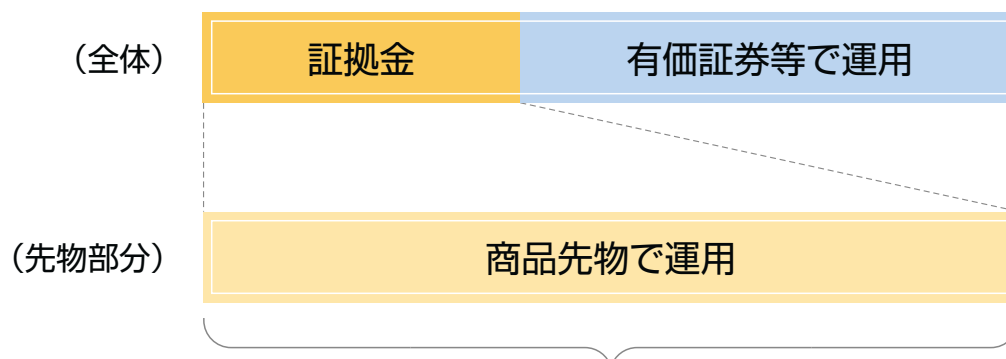 (全体)
証拠金
有価証券等で運用
(先物部分)
商品先物で運用